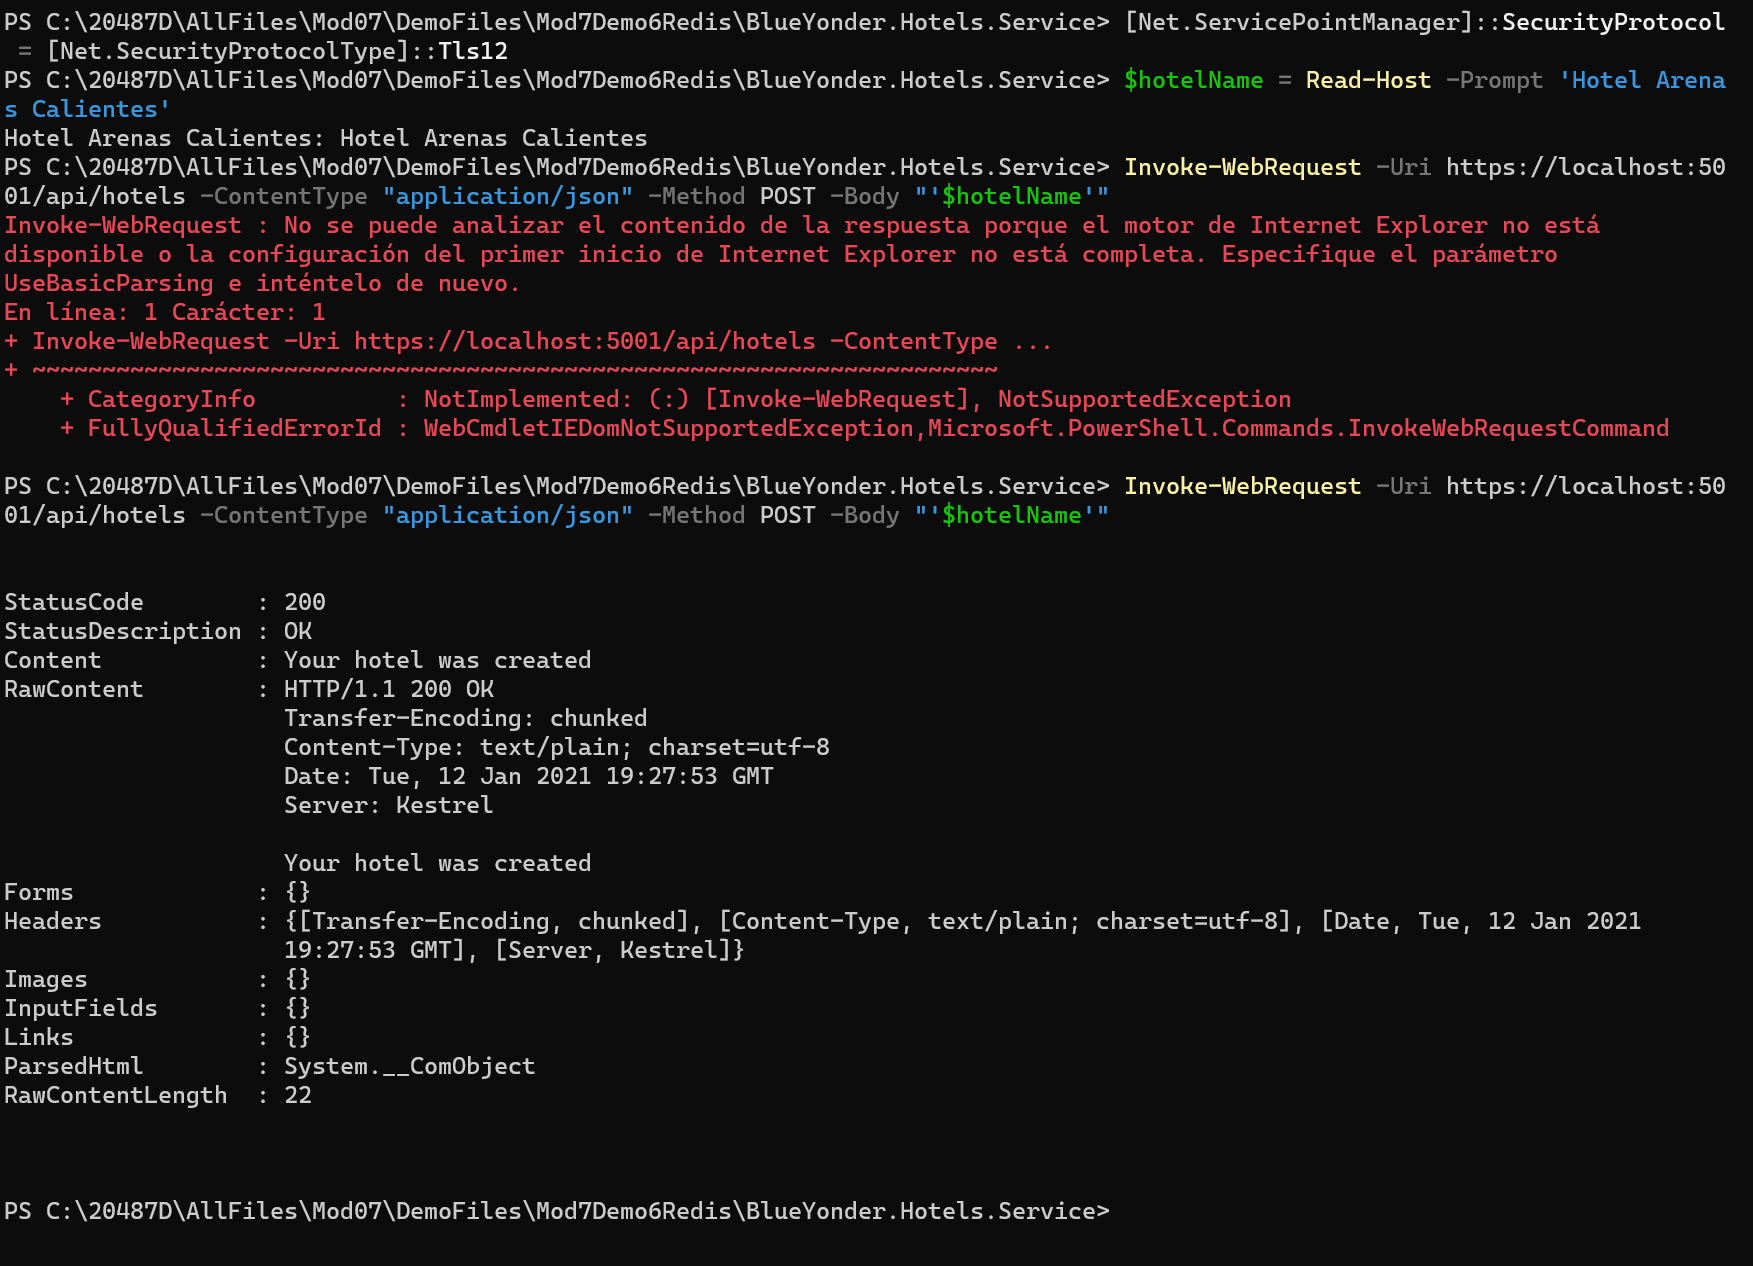 PS C:\20487D\AllFiles\Mod07\DemoFiles\Mod7Demo6Redis\BlueYonder.Hotels.Service> [Net.ServicePointManager]::SecurityProtocol
 = [Net.SecurityProtocolType]::Tls12
PS C:\20487D\AllFiles\Mod07\DemoFiles\Mod7Demo6Redis\BlueYonder.Hotels.Service> $hotelName = Read-Host -Prompt 'Hotel Arena
s Calientes'
Hotel Arenas Calientes: Hotel Arenas Calientes
PS C:\20487D\AllFiles\Mod07\DemoFiles\Mod7Demo6Redis\BlueYonder.Hotels.Service> Invoke-WebRequest -Uri https://localhost:50
01/api/hotels -ContentType "application/json" -Method POST -Body "'$hotelName'"
Invoke-WebRequest : No se puede analizar el contenido de la respuesta porque el motor de Internet Explorer no está
disponible o la configuración del primer inicio de Internet Explorer no está completa. Especifique el parámetro
UseBasicParsing e inténtelo de nuevo.
En línea: 1 Carácter: 1
+ Invoke-WebRequest -Uri https://localhost:5001/api/hotels -ContentType ...
+ ~~~~~~~~~~~~~~~~~~~~~~~~~~~~~~~~~~~~~~~~~~~~~~~~~~~~~~~~~~~~~~~~~~~~~
    + CategoryInfo          : NotImplemented: (:) [Invoke-WebRequest], NotSupportedException
    + FullyQualifiedErrorId : WebCmdletIEDomNotSupportedException,Microsoft.PowerShell.Commands.InvokeWebRequestCommand
PS C:\20487D\AllFiles\Mod07\DemoFiles\Mod7Demo6Redis\BlueYonder.Hotels.Service> Invoke-WebRequest -Uri https://localhost:50
01/api/hotels -ContentType "application/json" -Method POST -Body "'$hotelName'"
StatusCode        : 200
StatusDescription : OK
Content           : Your hotel was created
RawContent        : HTTP/1.1 200 OK
                    Transfer-Encoding: chunked
                    Content-Type: text/plain; charset=utf-8
                    Date: Tue, 12 Jan 2021 19:27:53 GMT
                    Server: Kestrel
                    Your hotel was created
Forms             : {}
Headers           : {[Transfer-Encoding, chunked], [Content-Type, text/plain; charset=utf-8], [Date, Tue, 12 Jan 2021
                    19:27:53 GMT], [Server, Kestrel]}
Images            : {}
InputFields       : {}
Links             : {}
ParsedHtml        : System.__ComObject
RawContentLength  : 22
PS C:\20487D\AllFiles\Mod07\DemoFiles\Mod7Demo6Redis\BlueYonder.Hotels.Service>